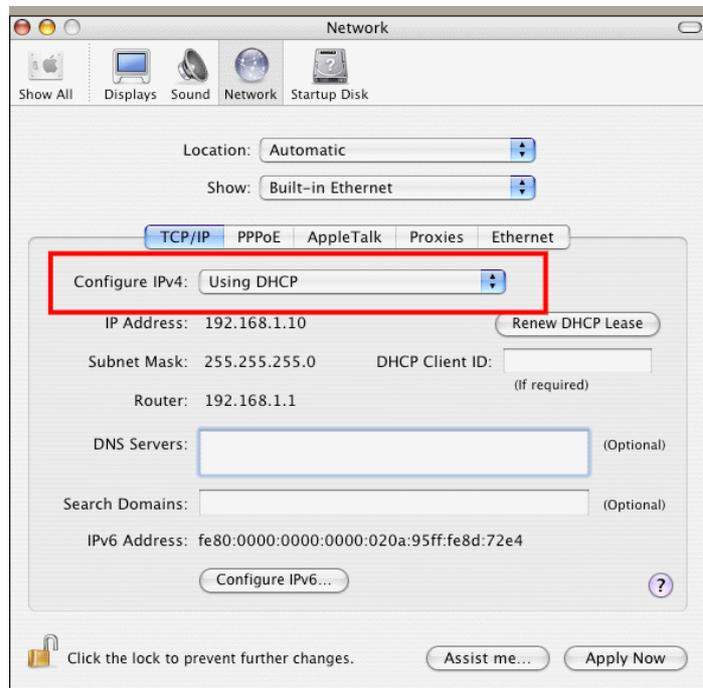 Network
Show All Displays Sound Network Startup Disk
Location: Automatic
Show: Built-in Ethernet
TCP/IP PPPoE AppleTalk Proxies Ethernet
Configure IPv4: Using DHCP
IP Address: 192.168.1.10 Renew DHCP Lease
Subnet Mask: 255.255.255.0 DHCP Client ID:
(If required)
Router: 192.168.1.1
DNS Servers: (Optional)
Search Domains: (Optional)
IPv6 Address: fe80:0000:0000:0000:020a:95ff:fe8d:72e4
Configure IPv6...
?
Click the lock to prevent further changes. Assist me... Apply Now